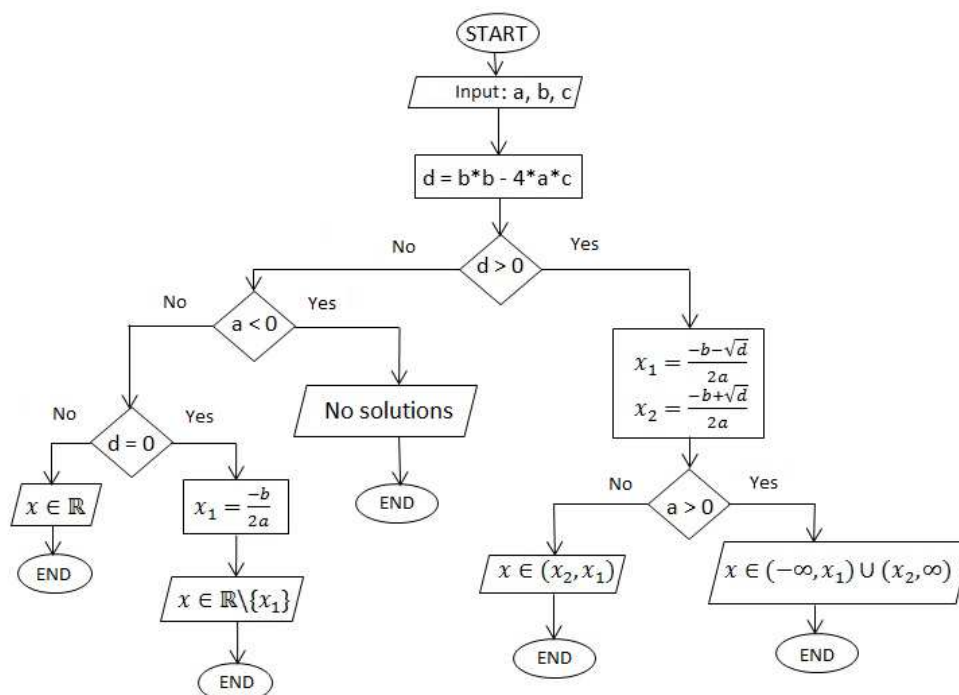 START
Input: a, b, c
d = b*b - 4*a*c
No
Yes
d > 0
No
Yes
a < 0
x₁ = (-b-√d)/2a
x₂ = (-b+√d)/2a
No solutions
No
Yes
d = 0
No
Yes
a > 0
x ∈ ℝ
x₁ = -b/2a
END
x ∈ (x₂, x₁)
x ∈ (-∞, x₁) ∪ (x₂, ∞)
END
x ∈ ℝ\{x₁}
END
END
END